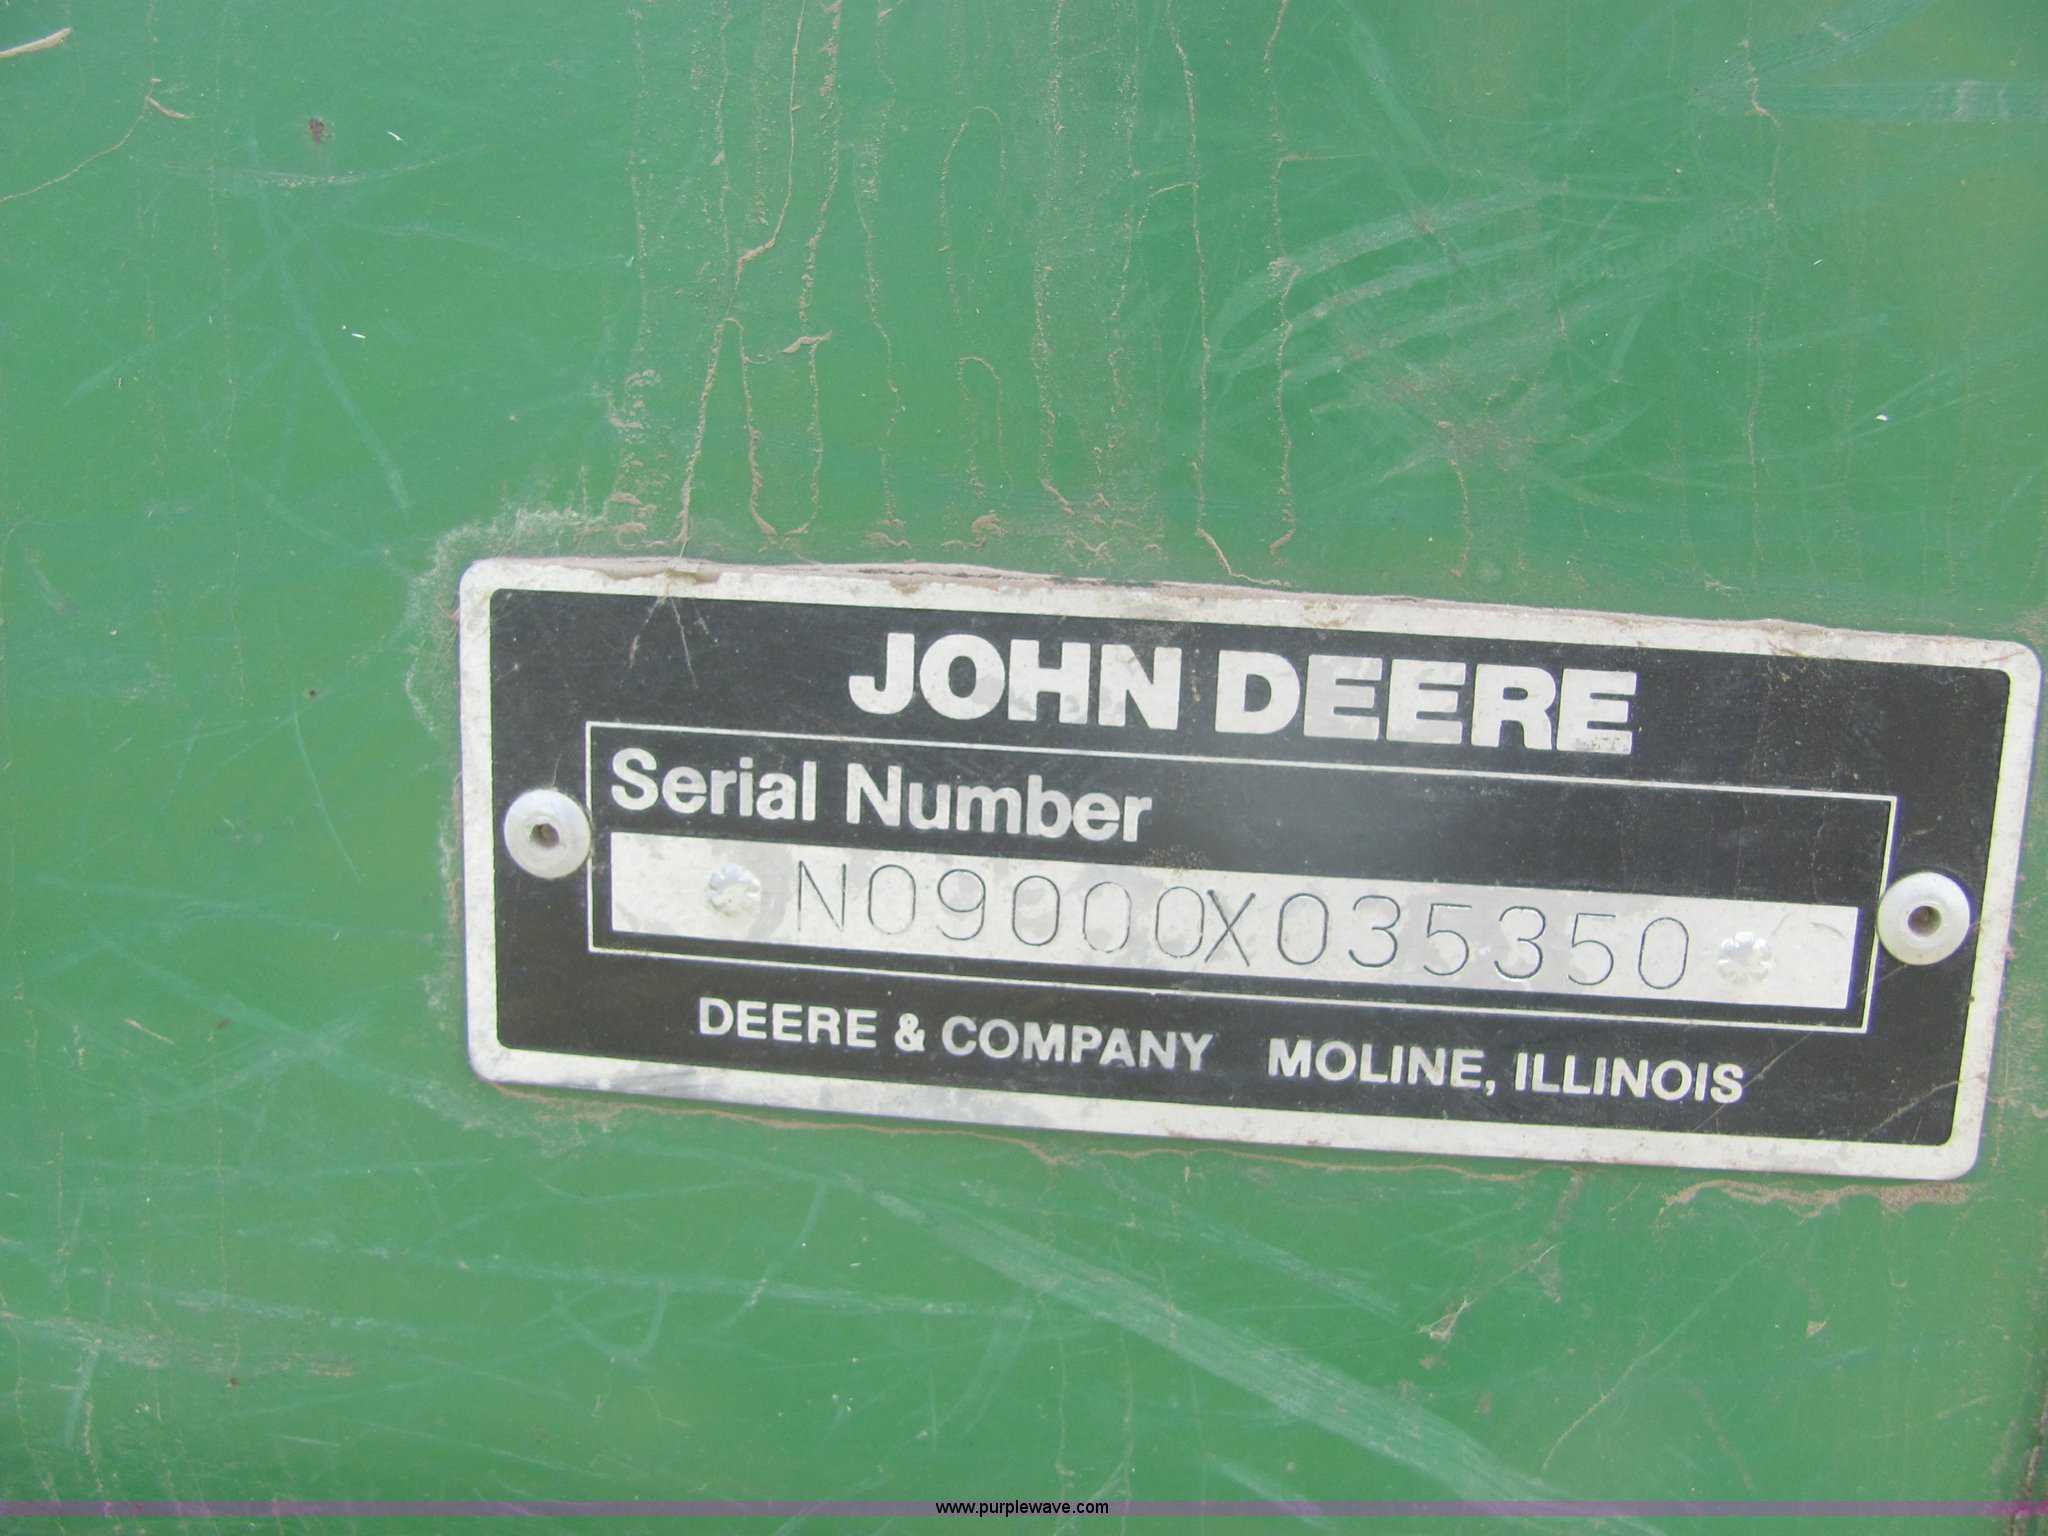 JOHN DEERE
Serial Number
N09000X035350
DEERE & COMPANY MOLINE, ILLINOIS
www.purplewave.com